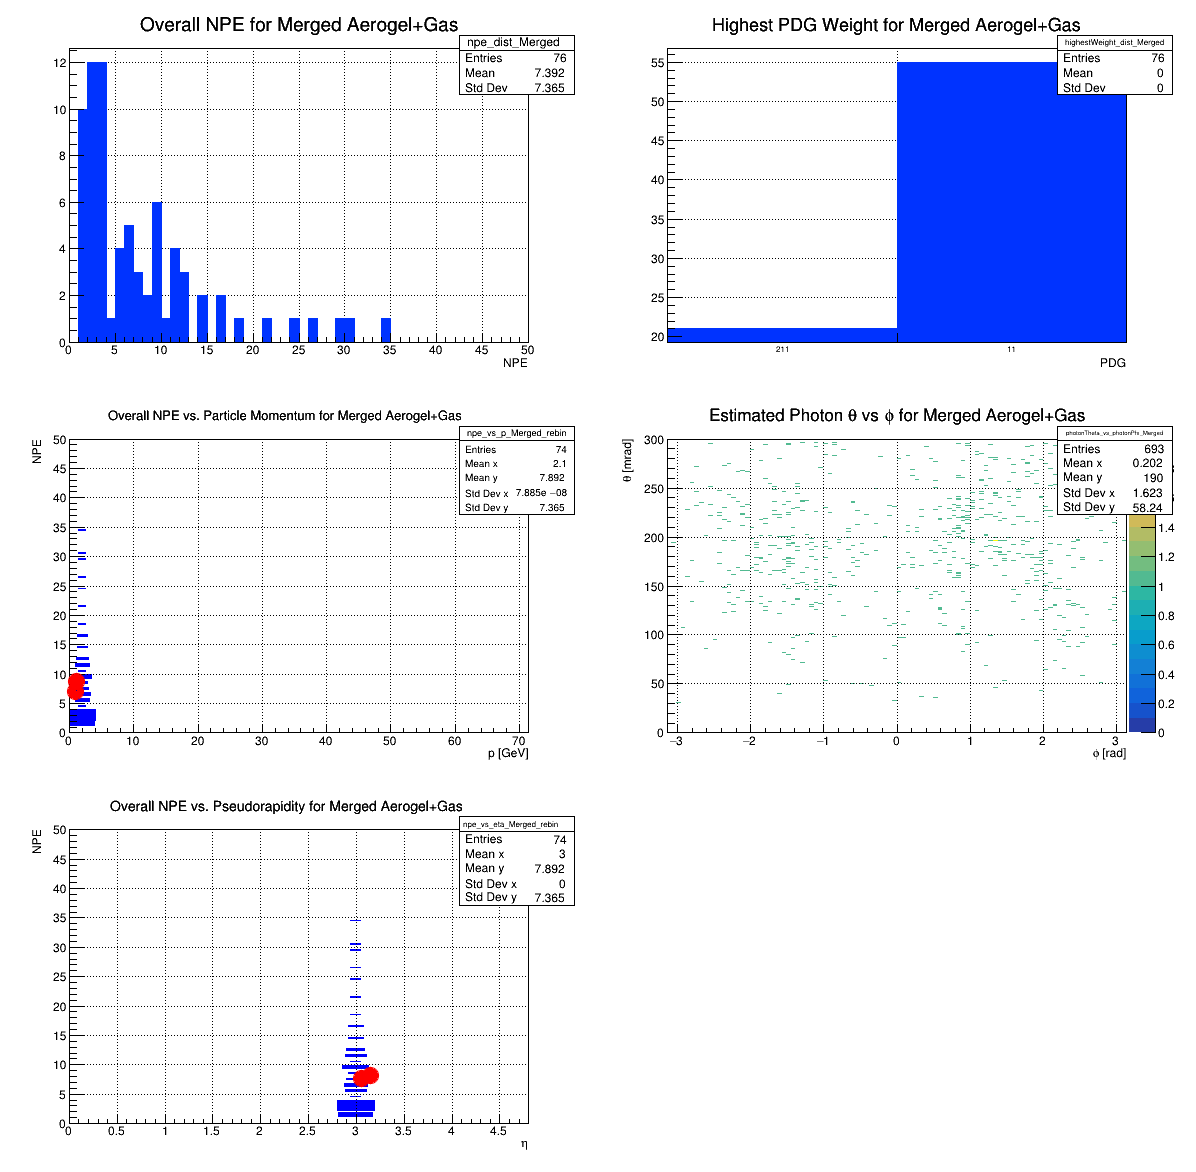 Overall NPE for Merged Aerogel+Gas
npe_dist_Merged
Entries 76
Mean 7.392
Std Dev 7.365
12
10
8
6
4
2
0
0 5 10 15 20 25 30 35 40 45 50
NPE
Highest PDG Weight for Merged Aerogel+Gas
highestWeight_dist_Merged
Entries 76
Mean 0
Std Dev 0
55
50
45
40
35
30
25
20
211 11
PDG
Overall NPE vs. Particle Momentum for Merged Aerogel+Gas
npe_vs_p_Merged_rebin
Entries 74
Mean x 2.1
Mean y 7.892
Std Dev x 7.885e −08
Std Dev y 7.365
NPE
50
45
40
35
30
25
20
15
10
5
0
0 10 20 30 40 50 60 70
p [GeV]
Estimated Photon θ vs ϕ for Merged Aerogel+Gas
photonTheta_vs_photonPhi_Merged
Entries 693
Mean x 0.202
Mean y 190
Std Dev x 1.623
Std Dev y 58.24
θ [mrad]
300
250
200
150
100
50
0
−3 −2 −1 0 1 2 3
ϕ [rad]
1.4
1.2
1
0.8
0.6
0.4
0.2
0
Overall NPE vs. Pseudorapidity for Merged Aerogel+Gas
npe_vs_eta_Merged_rebin
Entries 74
Mean x 3
Mean y 7.892
Std Dev x 0
Std Dev y 7.365
NPE
50
45
40
35
30
25
20
15
10
5
0
0 0.5 1 1.5 2 2.5 3 3.5 4 4.5
η